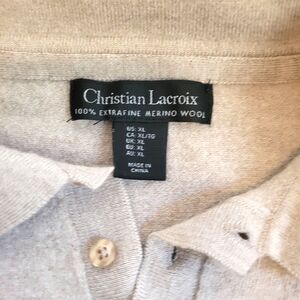 Christian Lacroix
100% EXTRAFINE MERINO WOOL
US: XL
CA: XL/TG
UK: XL
EU: XL
AU: XL
MADE IN
CHINA